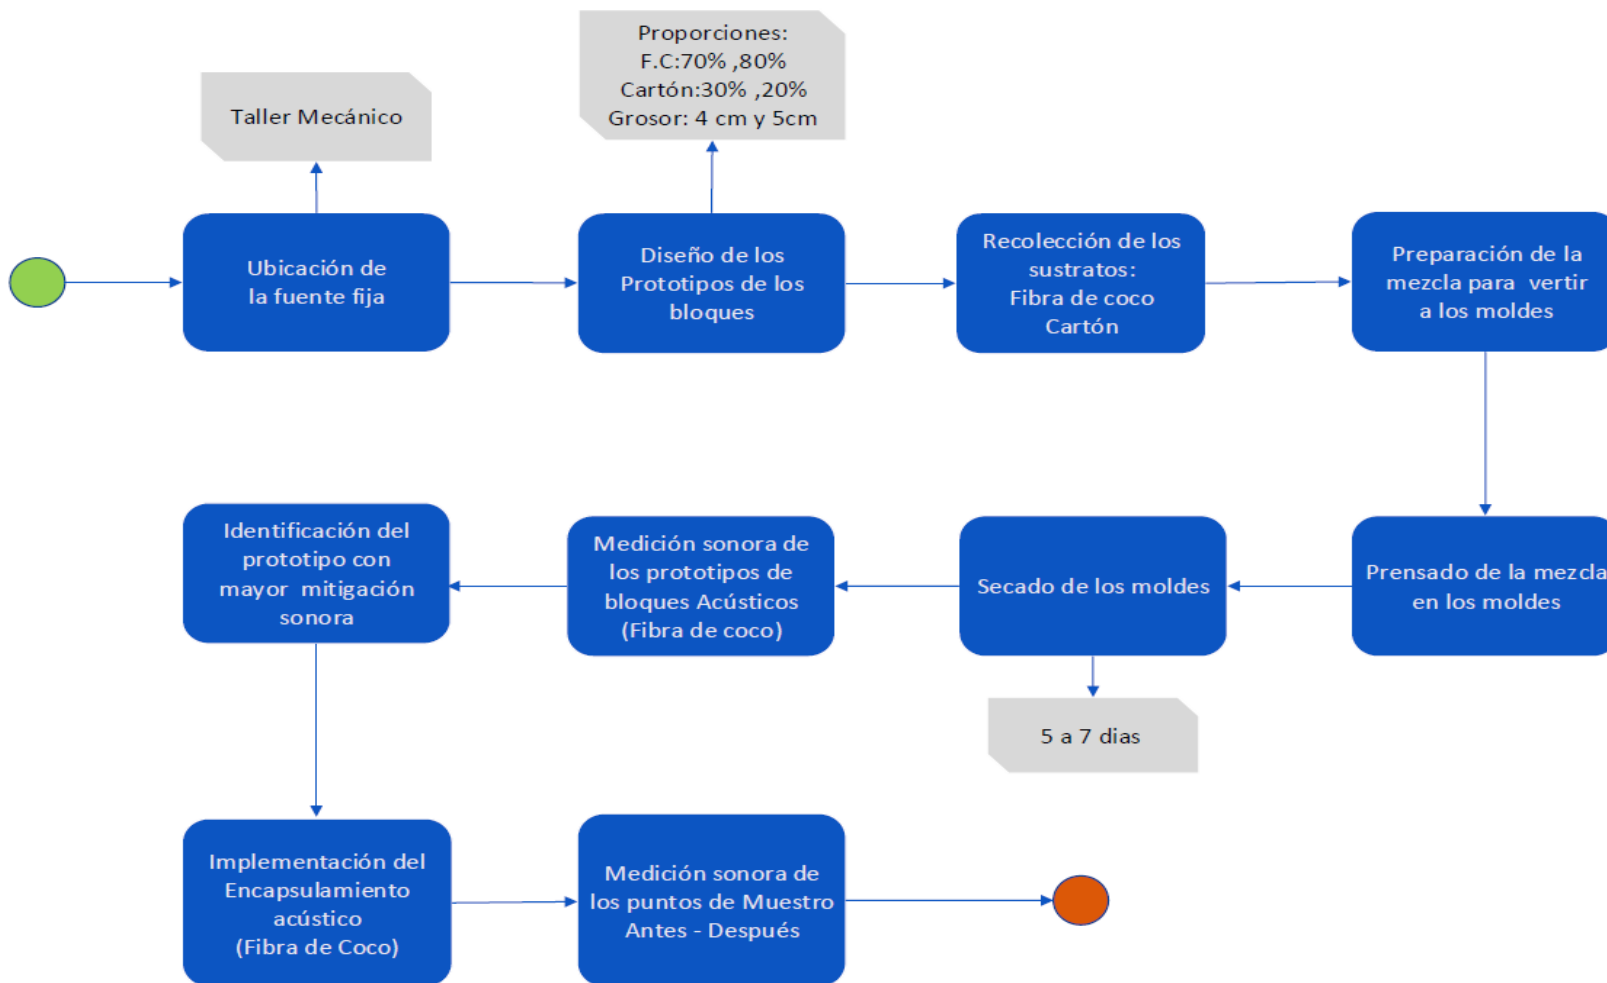 Taller Mecánico
Proporciones:
F.C:70% ,80%
Cartón:30% ,20%
Grosor: 4 cm y 5cm
Ubicación de
la fuente fija
Diseño de los
Prototipos de los
bloques
Recolección de los
sustratos:
Fibra de coco
Cartón
Preparación de la
mezcla para vertir
a los moldes
Prensado de la mezcla
en los moldes
Secado de los moldes
5 a 7 dias
Medición sonora de
los prototipos de
bloques Acústicos
(Fibra de coco)
Identificación del
prototipo con
mayor mitigación
sonora
Implementación del
Encapsulamiento
acústico
(Fibra de Coco)
Medición sonora de
los puntos de Muestro
Antes - Después